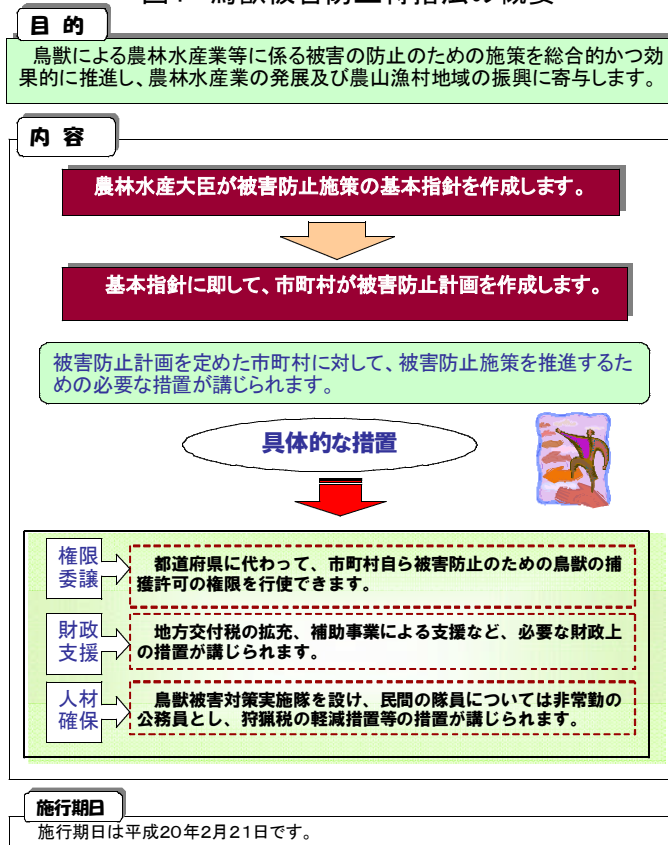 目 的
鳥獣による農林水産業等に係る被害の防止のための施策を総合的かつ効
果的に推進し、農林水産業の発展及び農山漁村地域の振興に寄与します。
内 容
農林水産大臣が被害防止施策の基本指針を作成します。
基本指針に即して、市町村が被害防止計画を作成します。
被害防止計画を定めた市町村に対して、被害防止施策を推進するた
めの必要な措置が講じられます。
具体的な措置
権限
委譲
都道府県に代わって、市町村自ら被害防止のための鳥獣の捕
獲許可の権限を行使できます。
財政
支援
地方交付税の拡充、補助事業による支援など、必要な財政上
の措置が講じられます。
人材
確保
鳥獣被害対策実施隊を設け、民間の隊員については非常勤の
公務員とし、狩猟税の軽減措置等の措置が講じられます。
施行期日
施行期日は平成20年2月21日です。